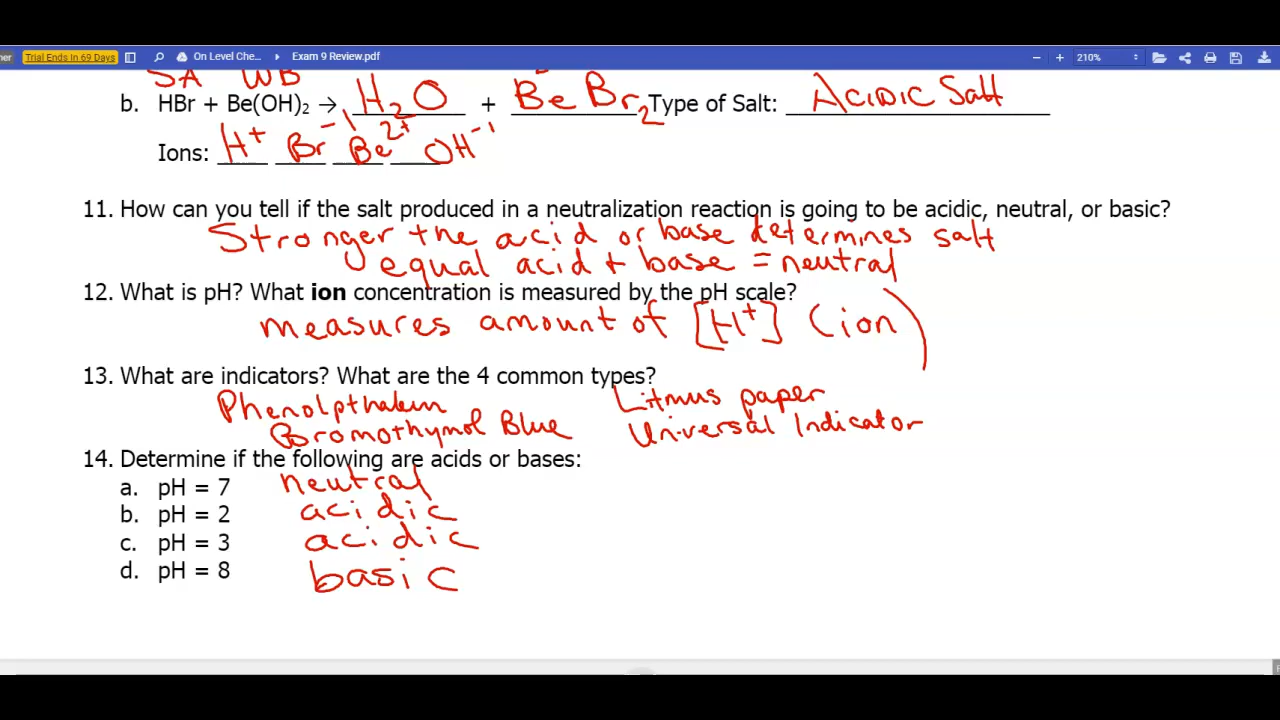 ner Trial Ends In 69 Days On Level Che... Exam 9 Review.pdf 210%
SA WB
b. HBr + Be(OH)₂ → H₂O + BeBr₂ Type of Salt: Acidic Salt
Ions: H⁺ Br⁻¹ Be²⁺ OH⁻¹
11. How can you tell if the salt produced in a neutralization reaction is going to be acidic, neutral, or basic?
Stronger the acid or base determines salt
equal acid + base = neutral
12. What is pH? What ion concentration is measured by the pH scale?
measures amount of [H⁺] (ion)
13. What are indicators? What are the 4 common types?
Phenolpthalein Litmus paper
Bromothymol Blue Universal Indicator
14. Determine if the following are acids or bases:
a. pH = 7 neutral
b. pH = 2 acidic
c. pH = 3 acidic
d. pH = 8 basic